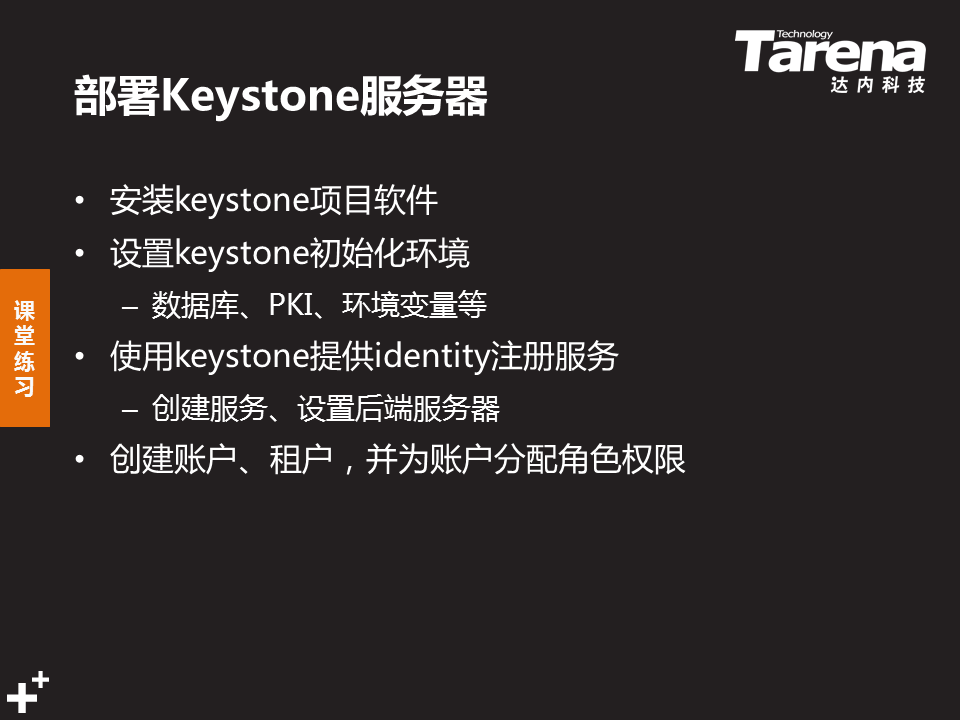 Technology
Tarena
达内科技
部署Keystone服务器
• 安装keystone项目软件
• 设置keystone初始化环境
– 数据库、PKI、环境变量等
• 使用keystone提供identity注册服务
– 创建服务、设置后端服务器
• 创建账户、租户，并为账户分配角色权限
课
堂
练
习